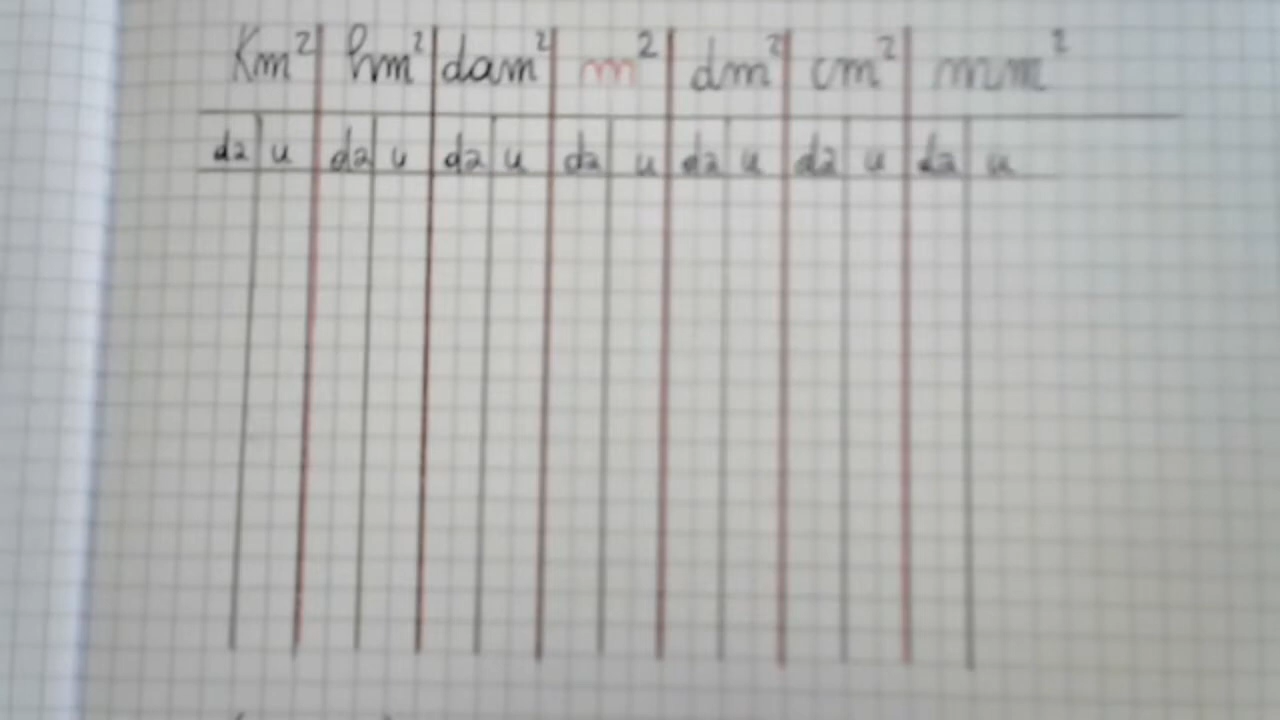 Km² hm² dam² m² dm² cm² mm²
da u da u da u da u da u da u da u